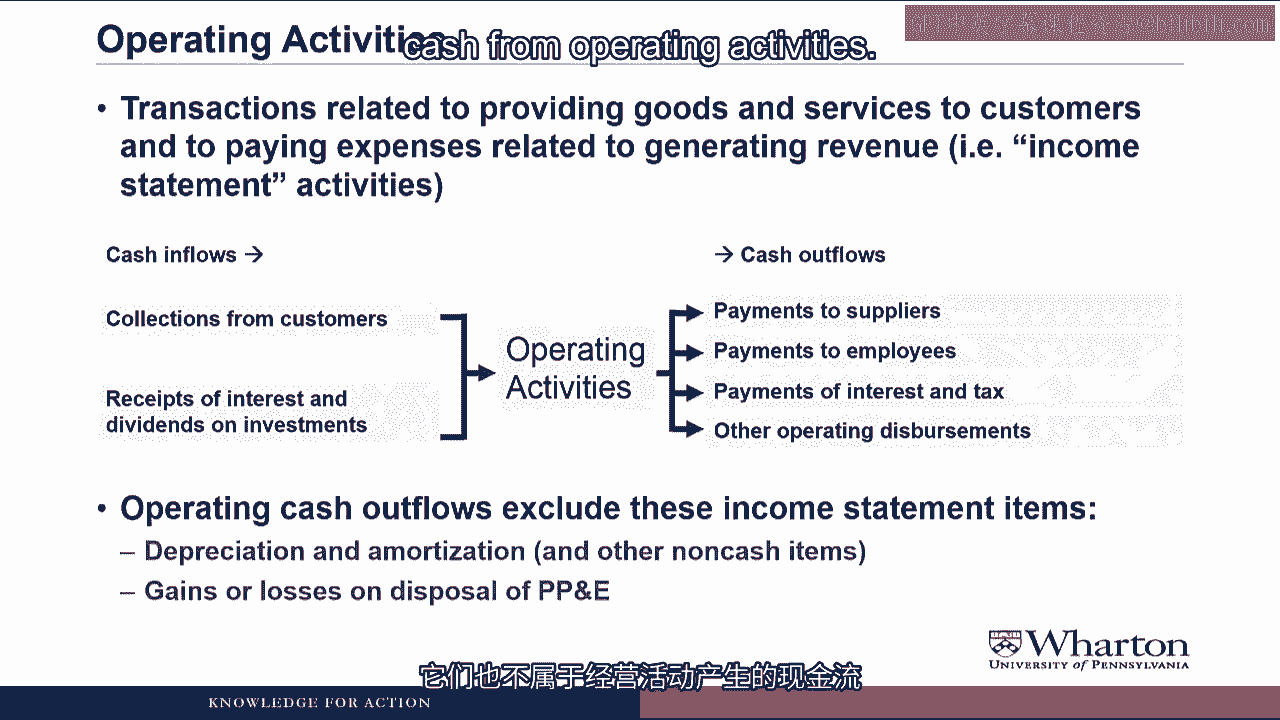 Operating Activities
cash from operating activities.
• Transactions related to providing goods and services to customers
and to paying expenses related to generating revenue (i.e. “income
statement” activities)
Cash inflows →
→ Cash outflows
Collections from customers
Receipts of interest and
dividends on investments
Operating
Activities
Payments to suppliers
Payments to employees
Payments of interest and tax
Other operating disbursements
• Operating cash outflows exclude these income statement items:
– Depreciation and amortization (and other noncash items)
– Gains or losses on disposal of PP&E
Wharton
UNIVERSITY of PENNSYLVANIA
它们也不属于经营活动产生的现金流
KNOWLEDGE FOR ACTION